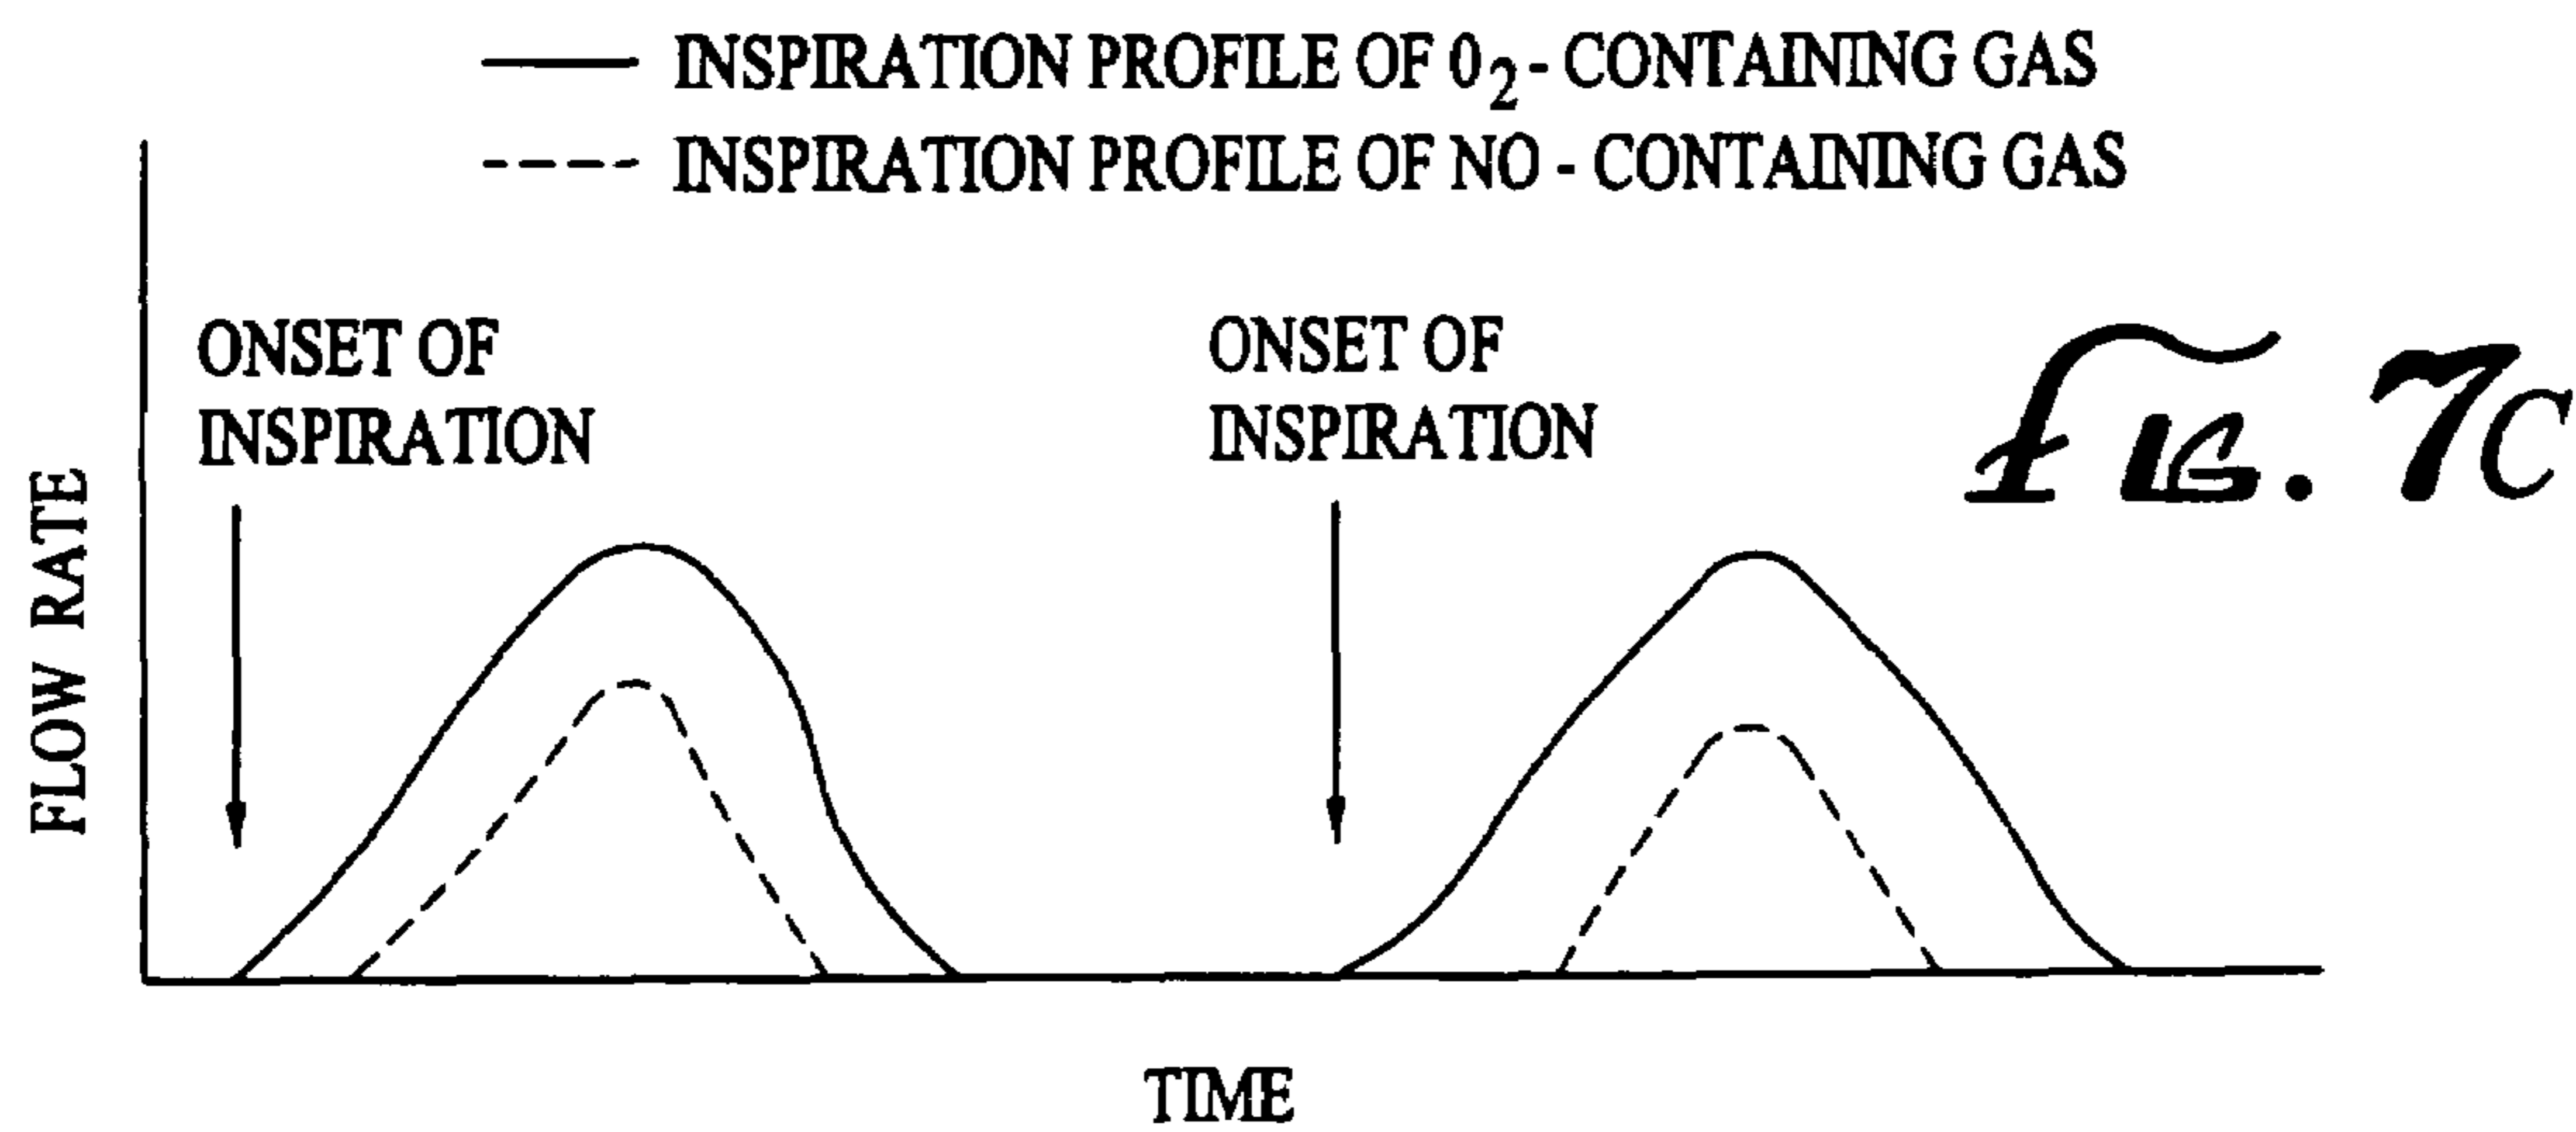 INSPIRATION PROFILE OF 0₂- CONTAINING GAS
INSPIRATION PROFILE OF NO - CONTAINING GAS
ONSET OF
INSPIRATION
ONSET OF
INSPIRATION
FIG. 7C
FLOW RATE
TIME